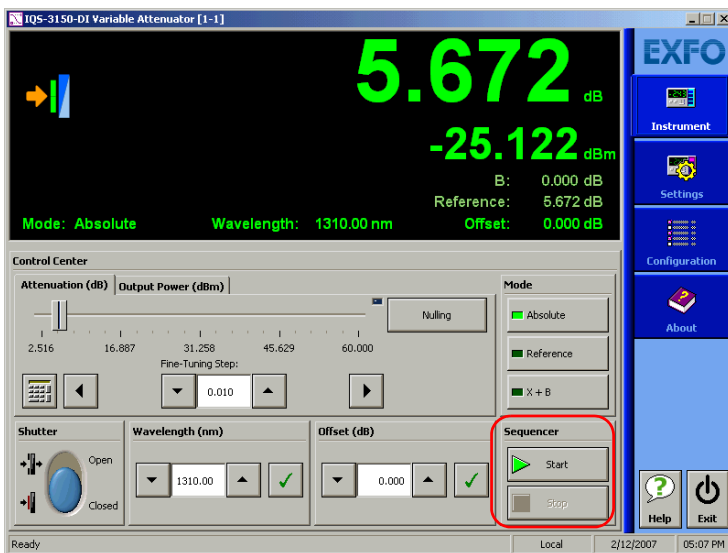 IQS-3150-DI Variable Attenuator [1-1]
EXFO
5.672 dB
-25.122 dBm
B: 0.000 dB
Reference: 5.672 dB
Mode: Absolute Wavelength: 1310.00 nm Offset: 0.000 dB
Instrument
Settings
Configuration
About
Control Center
Attenuation (dB) Output Power (dBm)
Nulling
2.516 16.887 31.258 45.629 60.000
Fine-Tuning Step:
0.010
Mode
Absolute
Reference
X + B
Shutter
Open
Closed
Wavelength (nm)
1310.00
Offset (dB)
0.000
Sequencer
Start
Stop
Help Exit
Ready Local 2/12/2007 05:07 PM